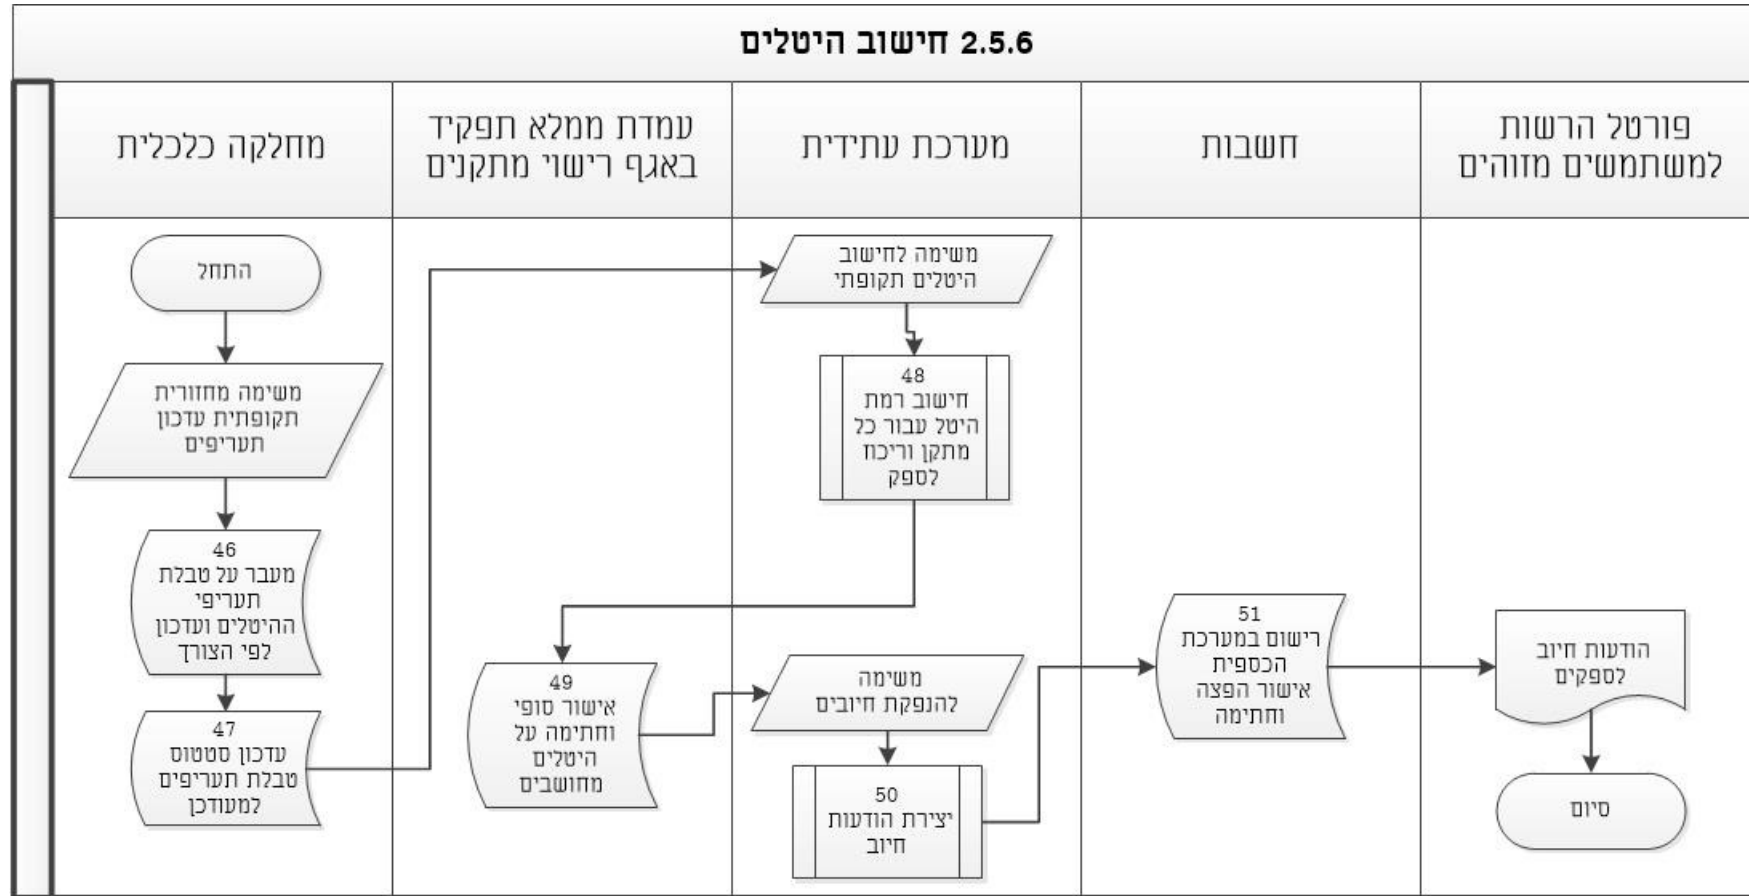 2.5.6 חישוב היטלים
מחלקה כלכלית
עמדת ממלא תפקיד
באגף רישוי מתקנים
מערכת עתידית
חשבות
פורטל הרשות
למשתמשים מזוהים
התחל
משימה מחזורית
תקופתית עדכון
תעריפים
46
מעבר על טבלת
תעריפי
ההיטלים ועדכון
לפי הצורך
47
עדכון סטטוס
טבלת תעריפים
למעודכן
משימה לחישוב
היטלים תקופתי
48
חישוב רמת
היטל עבור כל
מתקן וריכוז
לספק
49
אישור סופי
וחתימה על
היטלים
מחושבים
משימה
להנפקת חיובים
50
יצירת הודעות
חיוב
51
רישום במערכת
הכספית
אישור הפצה
וחתימה
הודעות חיוב
לספקים
סיום